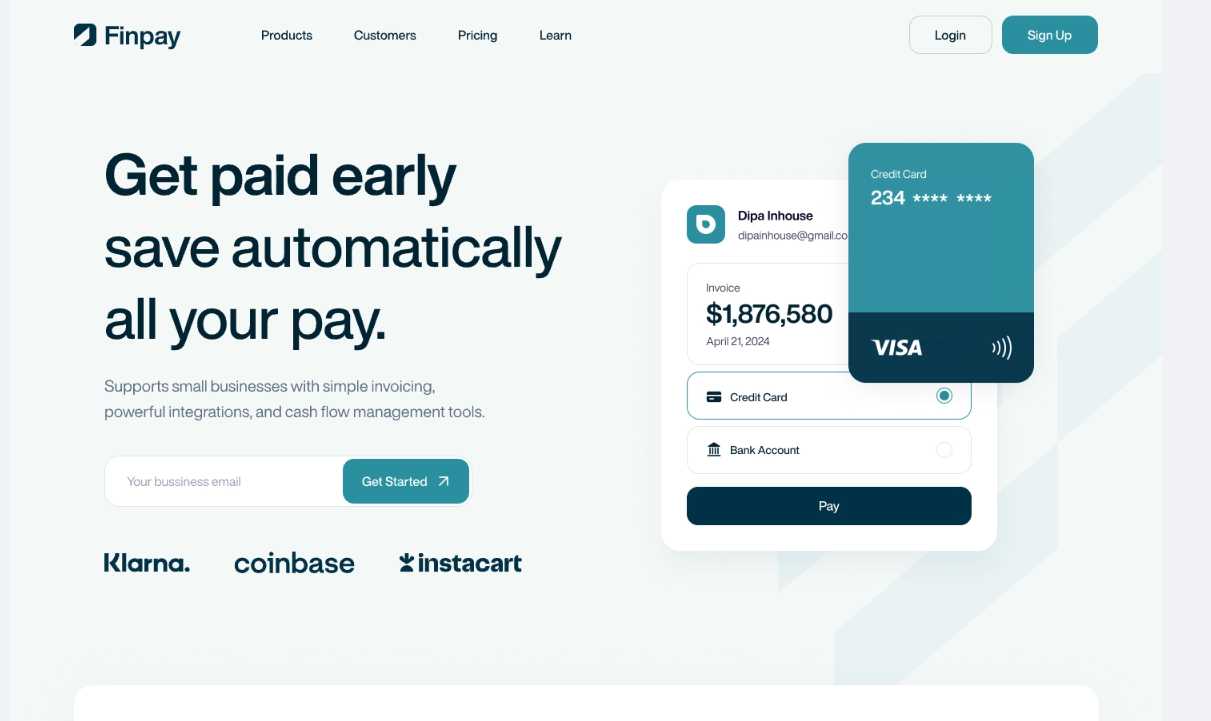 Finpay
Products
Customers
Pricing
Learn
Login
Sign Up
Get paid early
save automatically
all your pay.
Supports small businesses with simple invoicing,
powerful integrations, and cash flow management tools.
Your bussiness email
Get Started
Klarna.
coinbase
instacart
Credit Card
234 **** ****
Dipa Inhouse
dipainhouse@gmail.co
Invoice
$1,876,580
April 21, 2024
VISA
Credit Card
Bank Account
Pay